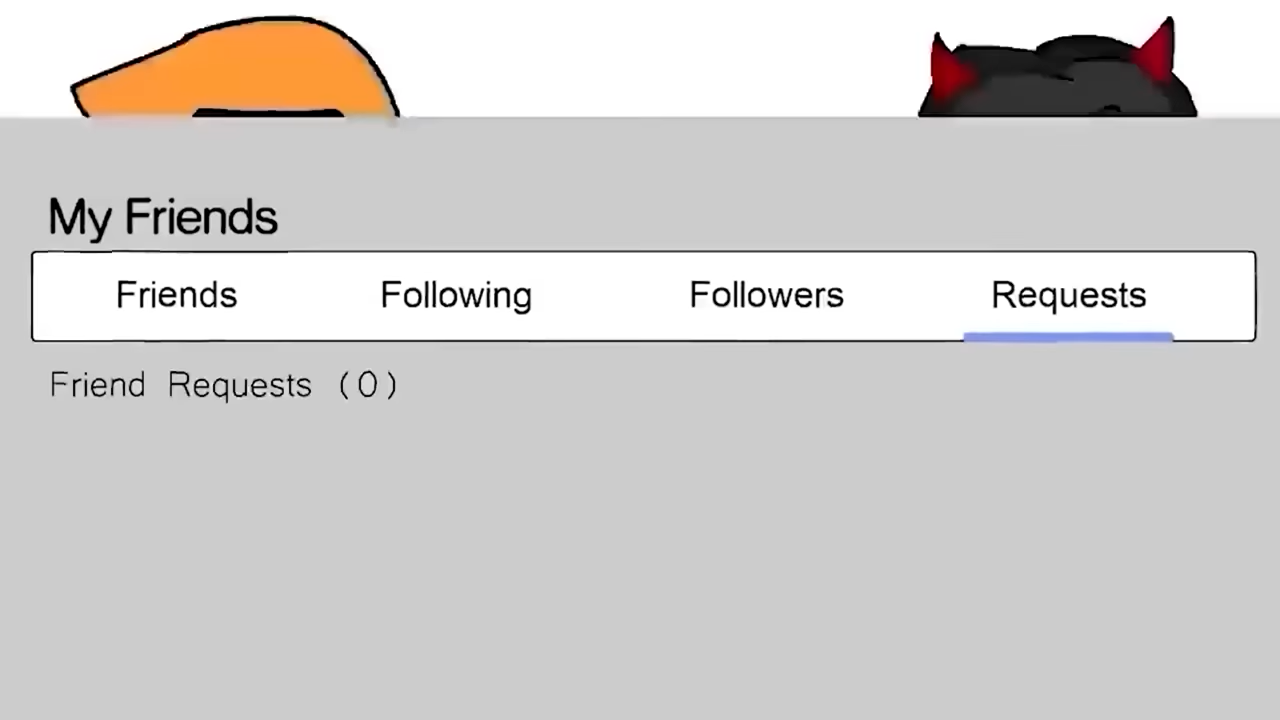 My Friends
Friends Following Followers Requests
Friend Requests (0)